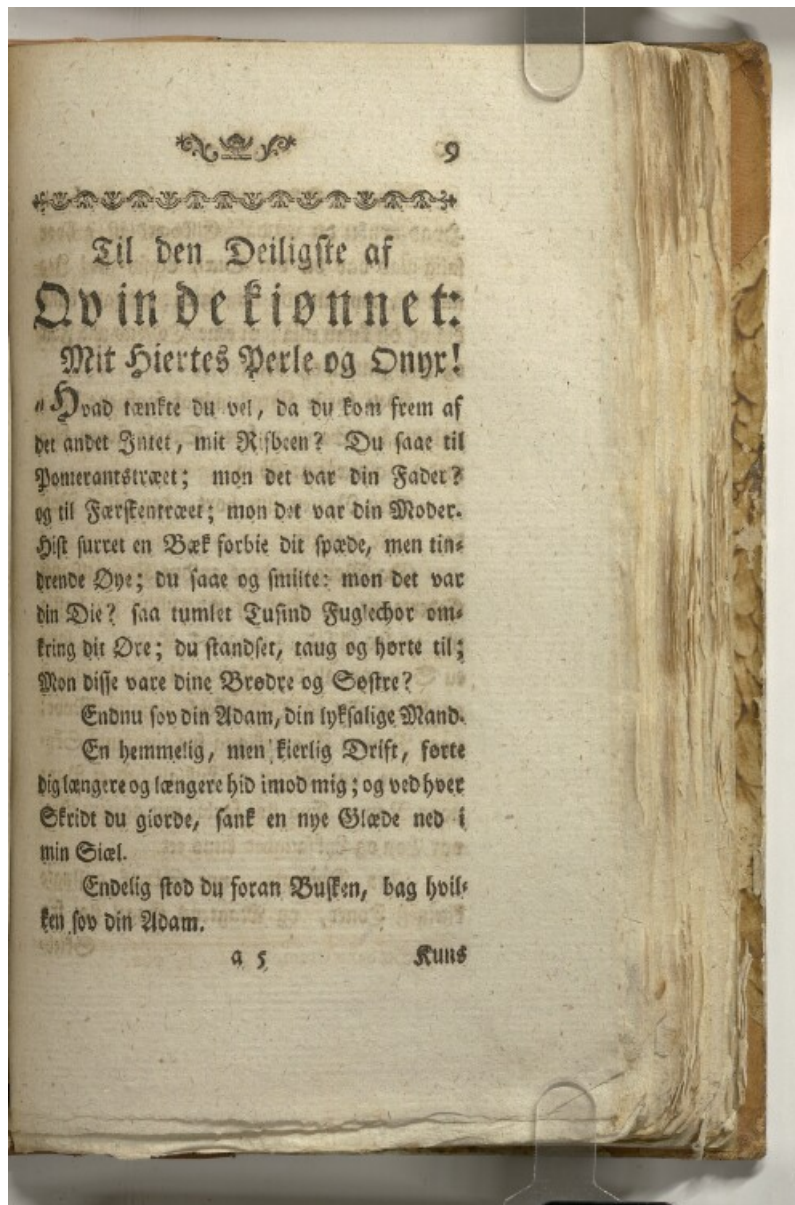 9
Til den Deiligste af
Qvindekiønnet:
Mit Hiertes Perle og Onyx!
"Hvad tænkte du vel, da du kom frem af
det andet Intet, mit Risbeen? Du saae til
Pomerantstræet; mon det var din Fader?
og til Færskentræet; mon det var din Moder.
Hist surret en Bæk forbie dit spæde, men tin-
drende Øye; du saae og smilte: mon det var
din Die? saa tumlet Tusind Fuglechor om-
kring dit Øre; du standset, taug og hørte til;
Mon disse vare dine Brødre og Søstre?
Endnu sov din Adam, din lyksalige Mand.
En hemmelig, men kierlig Drift, førte
dig længere og længere hid imod mig; og ved hver
Skridt du giorde, sank en nye Glæde ned i
min Siæl.
Endelig stod du foran Busken, bag hvil-
ken sov din Adam.
a 5 Kuns